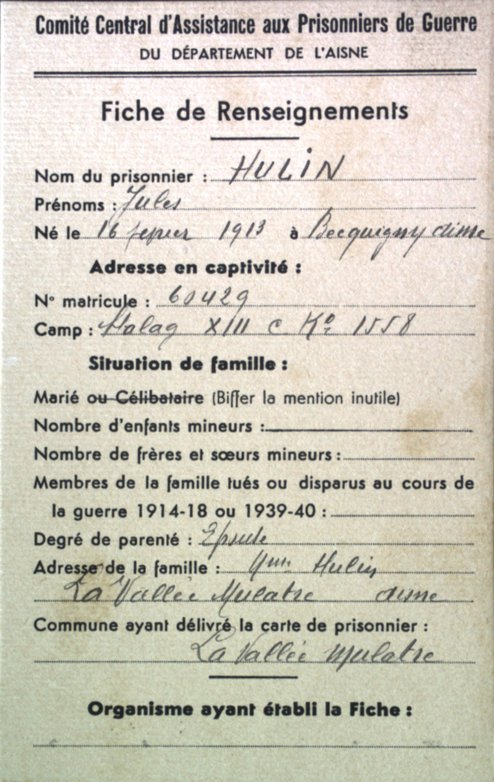 Comité Central d'Assistance aux Prisonniers de Guerre
DU DÉPARTEMENT DE L'AISNE
Fiche de Renseignements
Nom du prisonnier : HULIN
Prénoms : Jules
Né le 16 février 1913 à Becquigny aisne
Adresse en captivité :
N° matricule : 60429
Camp : Stalag XIII C Ko 1558
Situation de famille :
Marié ou Célibataire (Biffer la mention inutile)
Nombre d'enfants mineurs :
Nombre de frères et sœurs mineurs :
Membres de la famille tués ou disparus au cours de
la guerre 1914-18 ou 1939-40 :
Degré de parenté : Epouse
Adresse de la famille : Mme Hulin
La Vallée Mulatre aisne
Commune ayant délivré la carte de prisonnier :
La Vallée mulatre
Organisme ayant établi la Fiche :